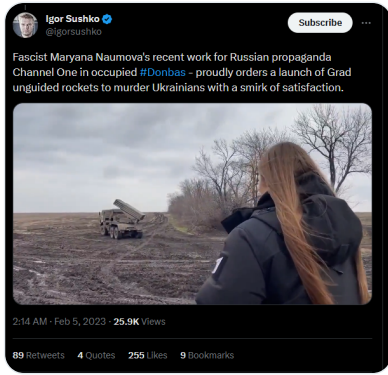 Igor Sushko
@igorsushko
Subscribe
Fascist Maryana Naumova's recent work for Russian propaganda
Channel One in occupied #Donbas - proudly orders a launch of Grad
unguided rockets to murder Ukrainians with a smirk of satisfaction.
1
2:14 AM · Feb 5, 2023 · 25.9K Views
89 Retweets 4 Quotes 255 Likes 9 Bookmarks